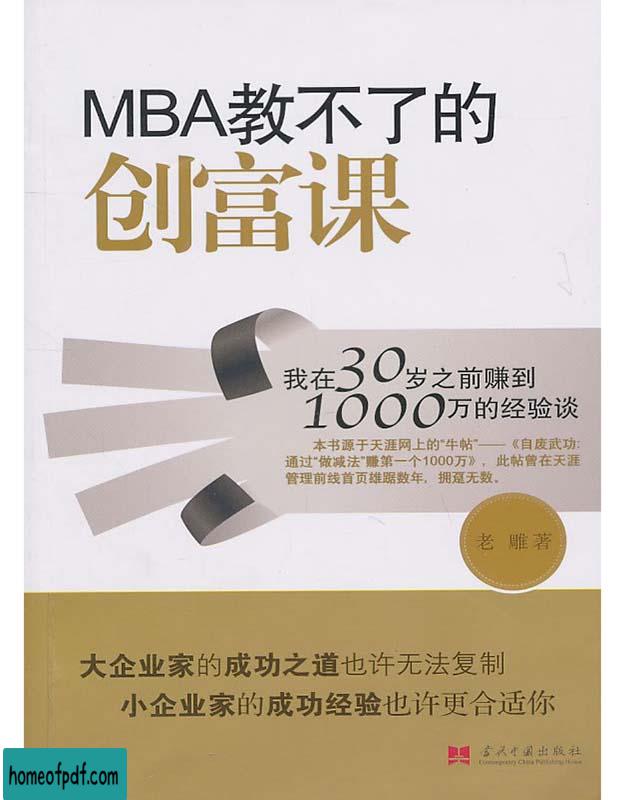 MBA教不了的
创富课
我在30岁之前赚到
1000万的经验谈
本书源于天涯网上的“牛帖”——《自废武功:
通过“做减法”赚第一个1000万》, 此帖曾在天涯
管理前线首页雄踞数年, 拥趸无数。
老 雕 著
大企业家的成功之道也许无法复制
小企业家的成功经验也许更合适你
当代中国出版社
Contemporary China Publishing House
homeofpdf.com